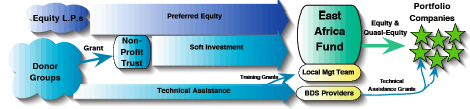 Equity L.P.s
Preferred Equity
East
Africa
Fund
Equity &
Quasi-Equity
Portfolio
Companies
Grant
Non-
Profit
Trust
Soft Investment
Donor
Groups
Training Grants
Local Mgt Team
Technical Assistance
BDS Providers
Technical
Assistance Grants